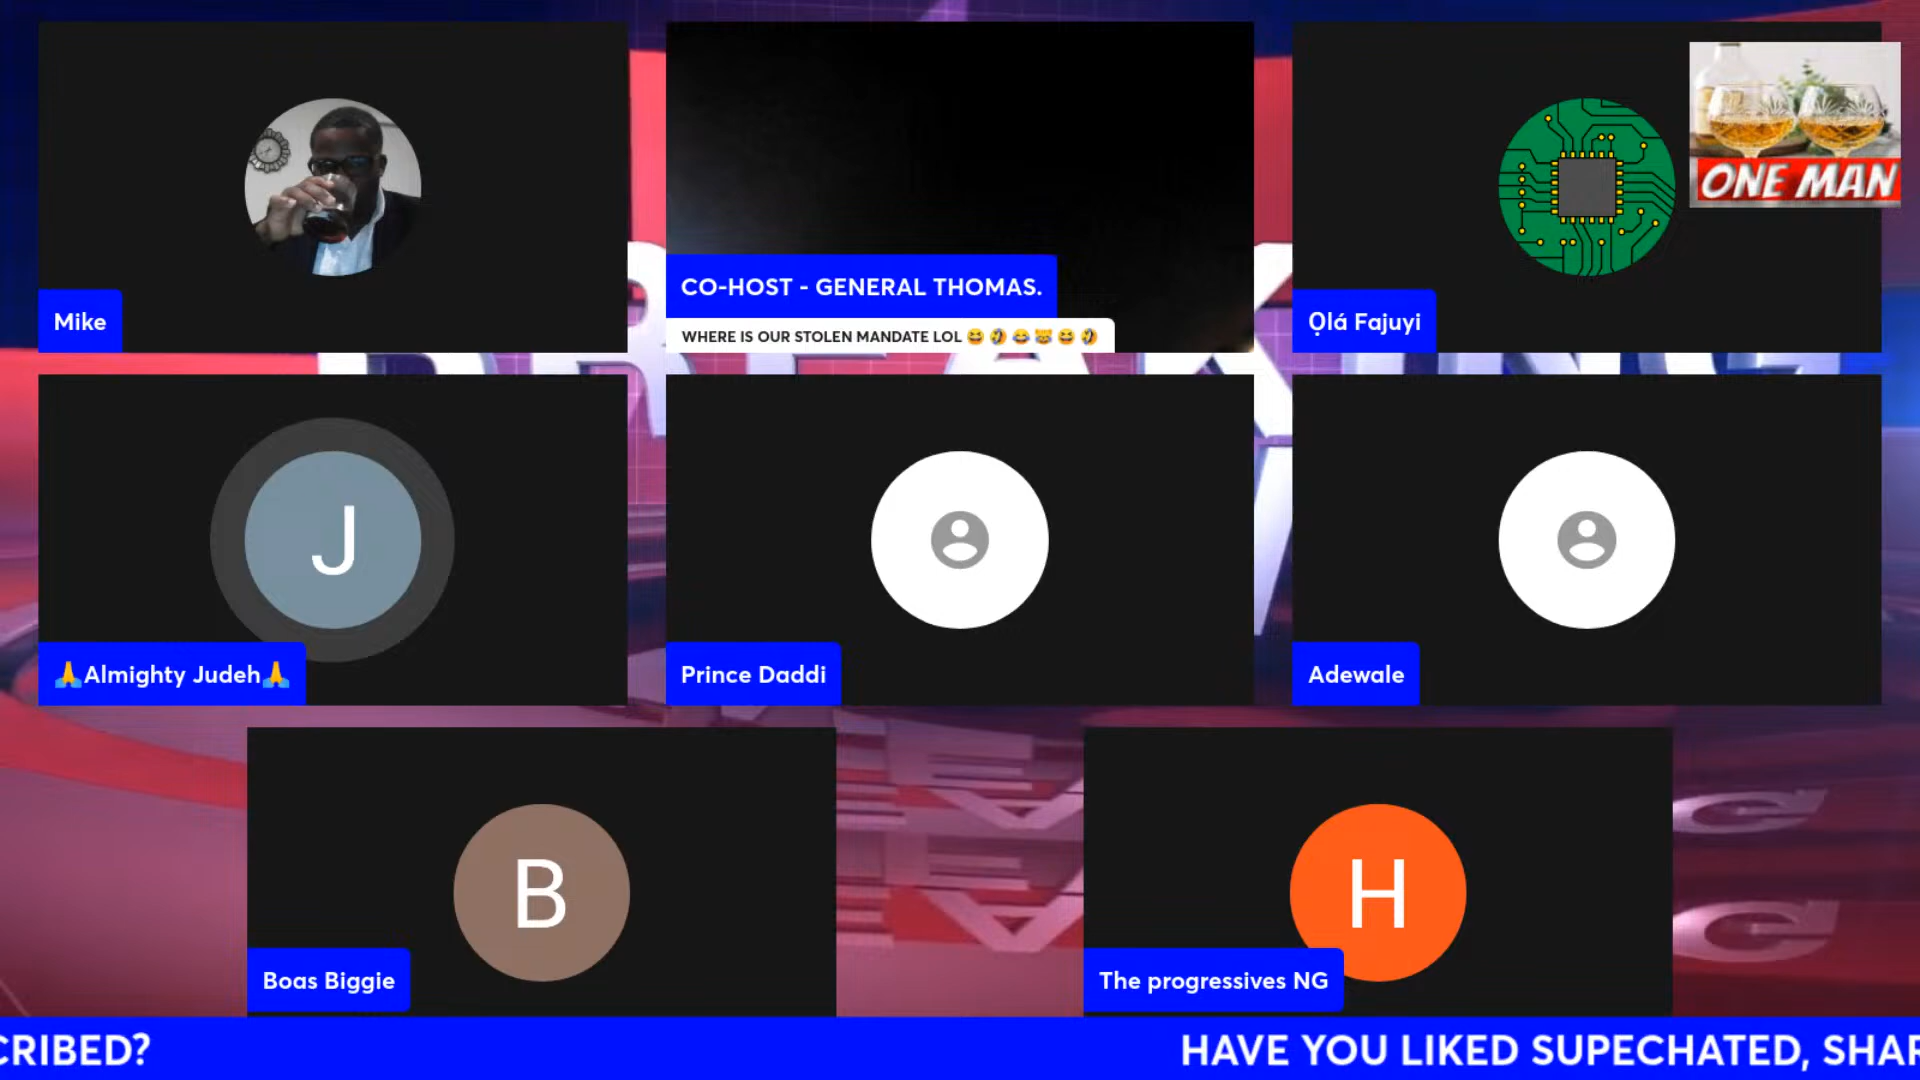 ONE MAN
Mike
CO-HOST - GENERAL THOMAS.
WHERE IS OUR STOLEN MANDATE LOL 😆 🤣 😂 😹 😆 🤣
Ọlá Fajuyi
J
🙏Almighty Judeh🙏
Prince Daddi
Adewale
B
Boas Biggie
H
The progressives NG
CRIBED?
HAVE YOU LIKED SUPECHATED, SHAR